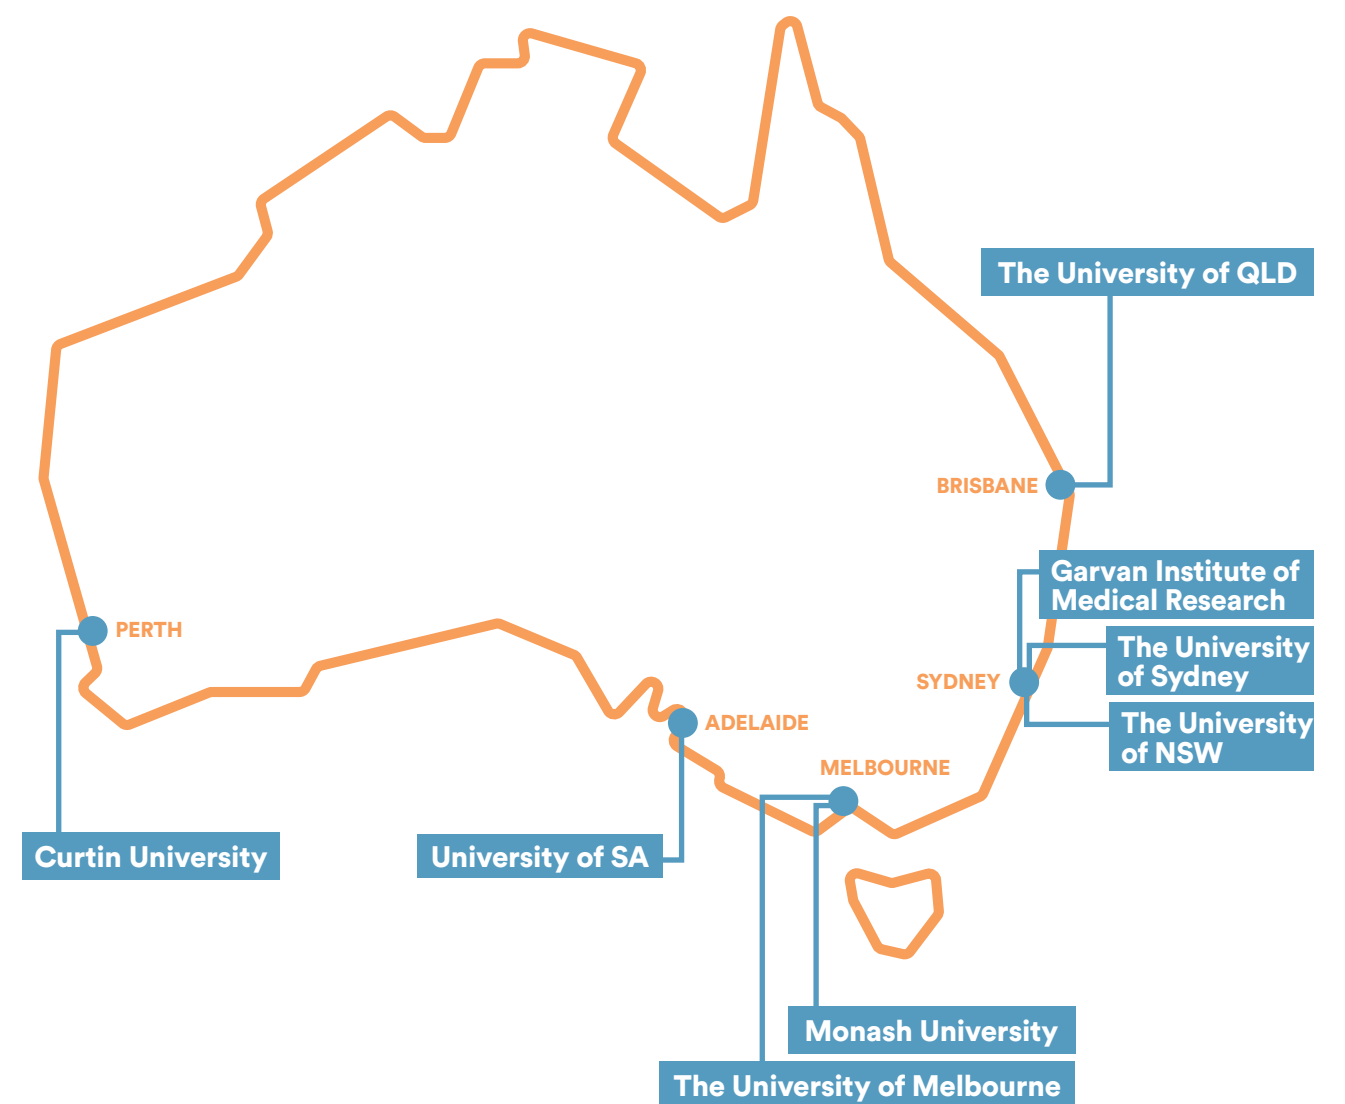 The University of QLD
BRISBANE
Garvan Institute of
Medical Research
PERTH
The University
of Sydney
SYDNEY
ADELAIDE
The University
of NSW
MELBOURNE
Curtin University
University of SA
Monash University
The University of Melbourne